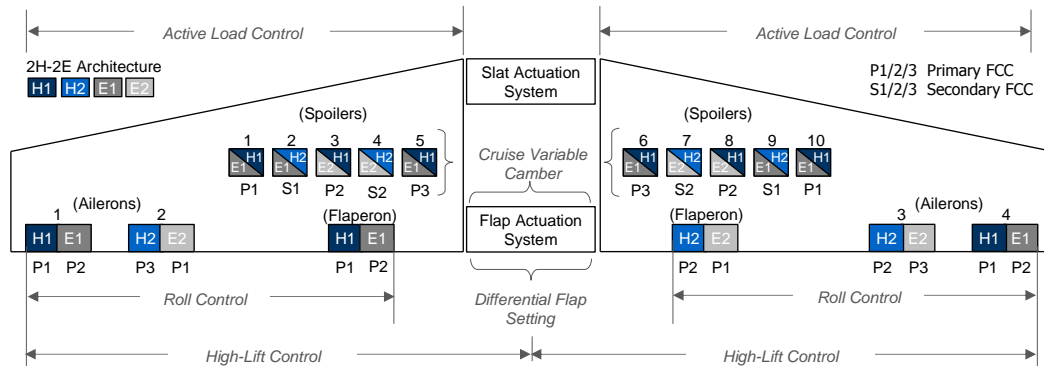 Active Load Control
Active Load Control
2H-2E Architecture
H1 H2 E1 E2
Slat Actuation
System
P1/2/3 Primary FCC
S1/2/3 Secondary FCC
(Spoilers)
1 2 3 4 5
E1 H1 E1 H2 E2 H1 E2 H2 E1 H1
P1 S1 P2 S2 P3
Cruise Variable
Camber
(Spoilers)
6 7 8 9 10
E1 H1 E2 H2 E2 H1 E1 H2 E1 H1
P3 S2 P2 S1 P1
(Ailerons)
1 2
(Flaperon)
H1 E1 H2 E2 H1 E1
P1 P2 P3 P1 P1 P2
Flap Actuation
System
(Flaperon)
(Ailerons)
3 4
H2 E2 H2 E2 H1 E1
P2 P1 P2 P3 P1 P2
Roll Control
Differential Flap
Setting
Roll Control
High-Lift Control
High-Lift Control